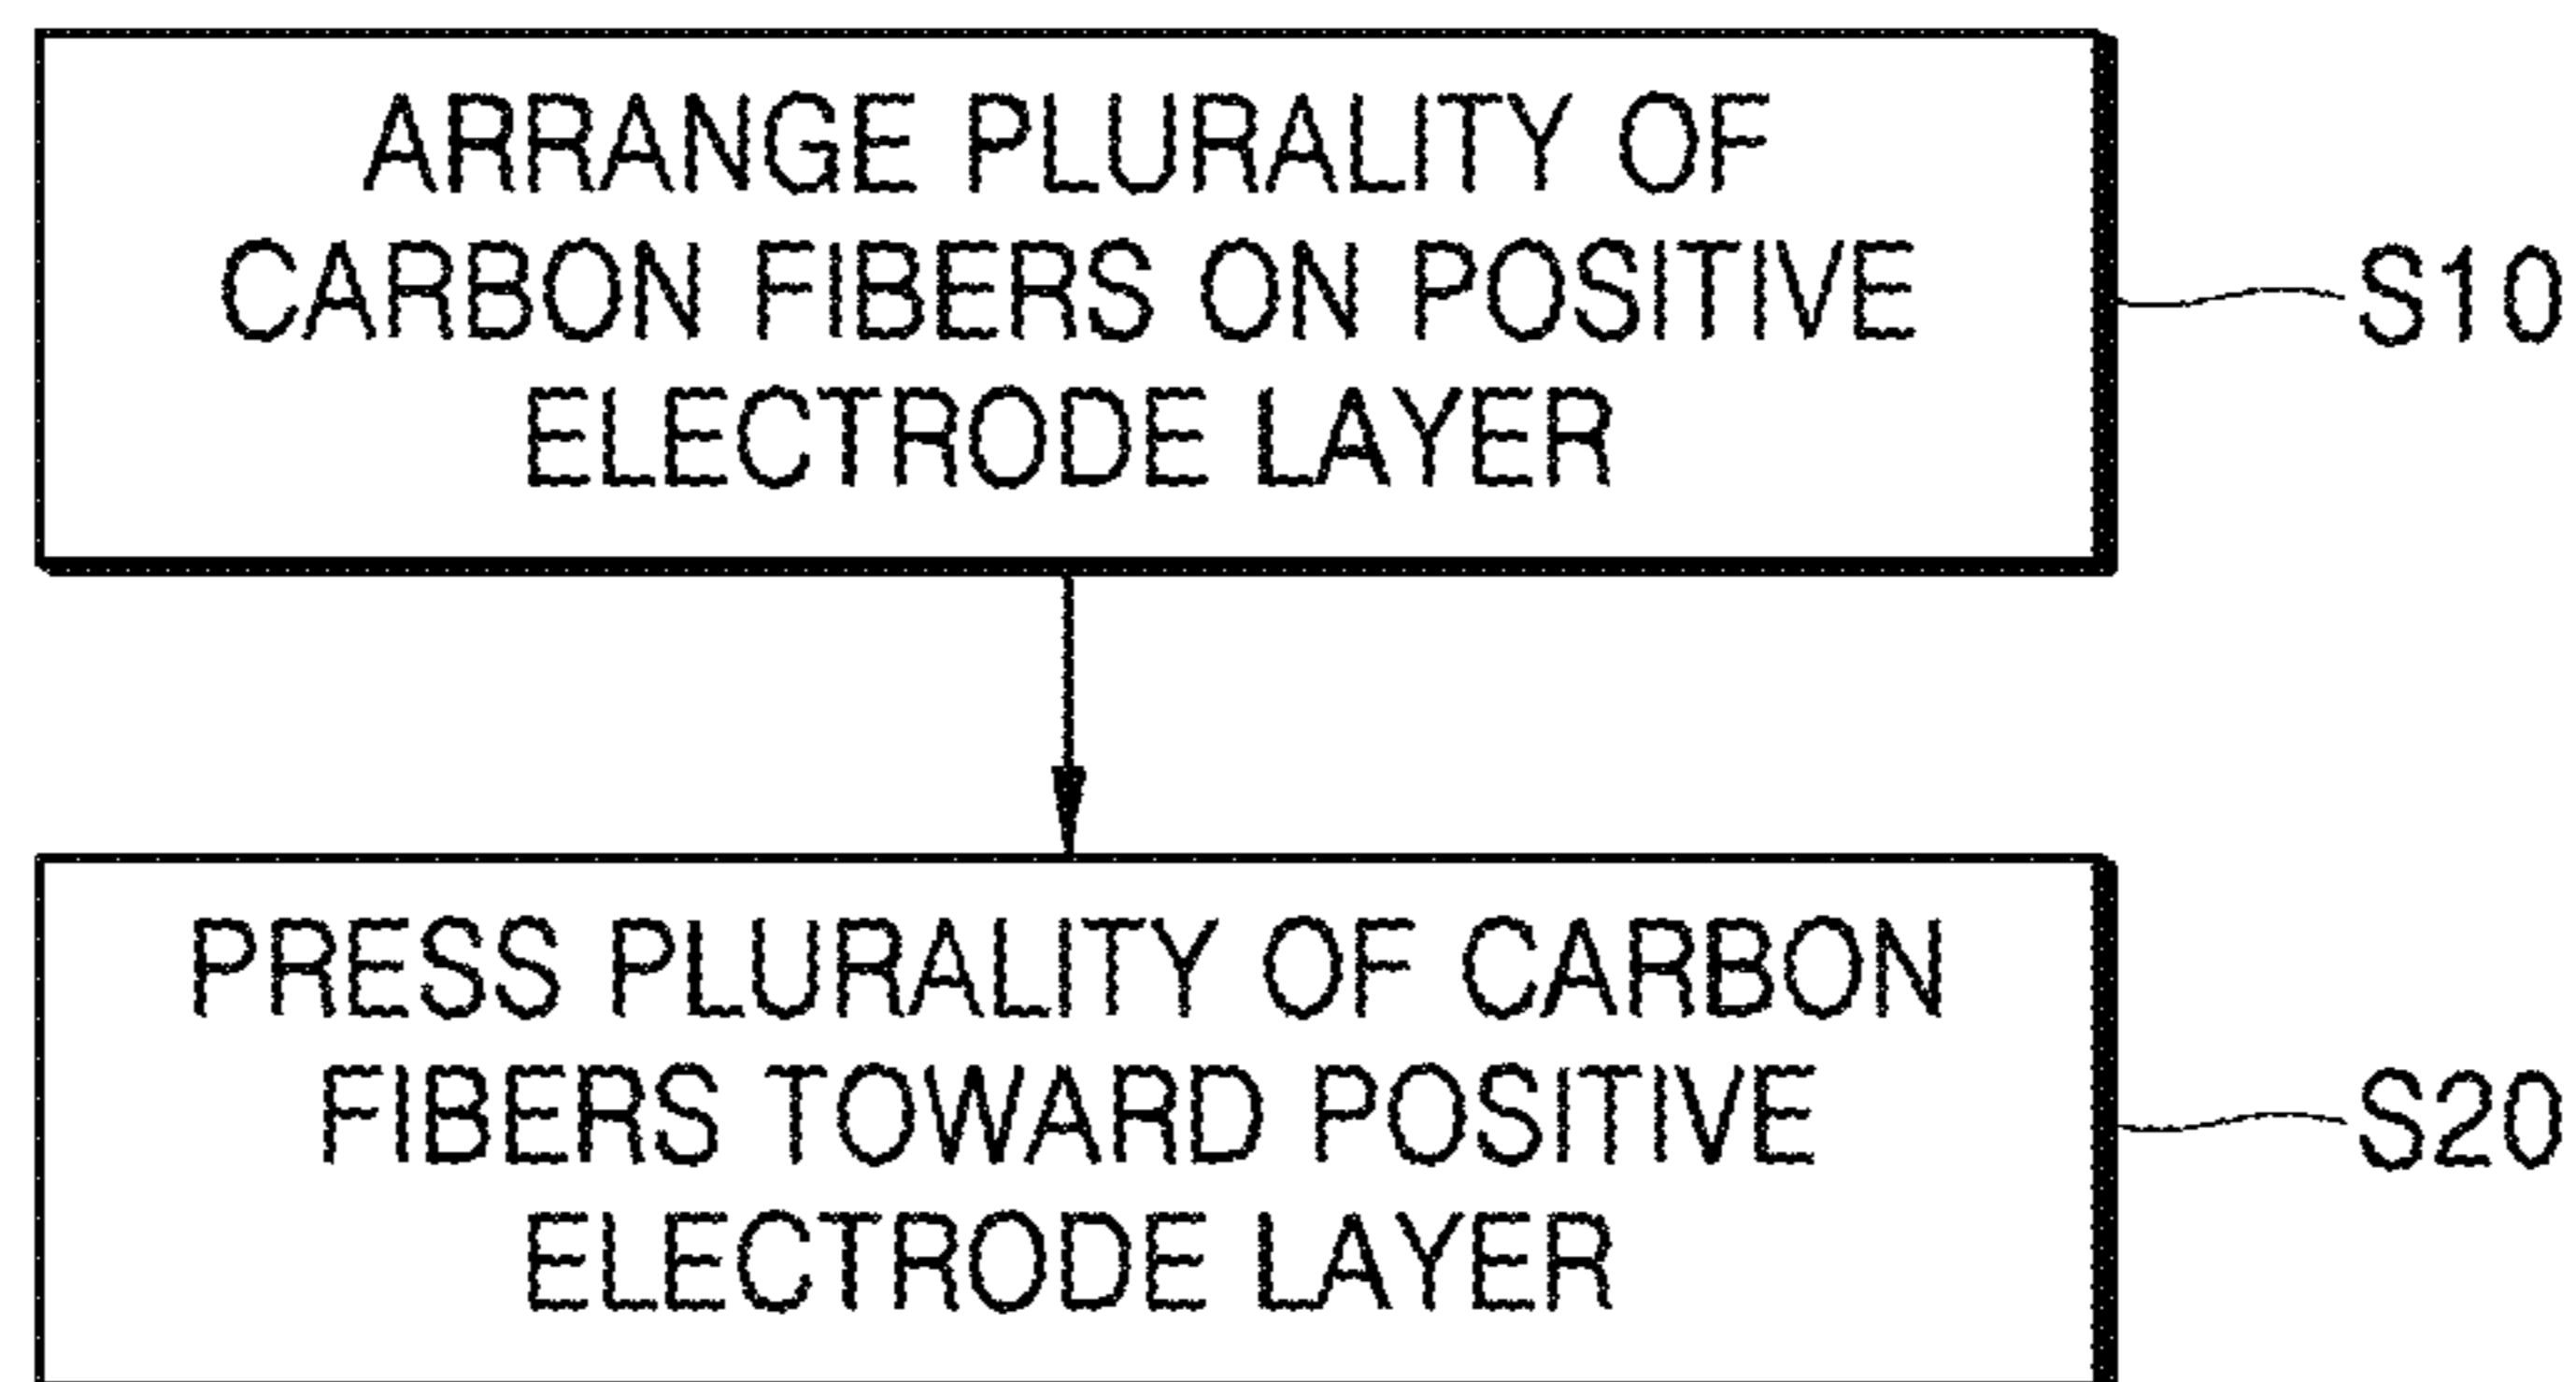 ARRANGE PLURALITY OF
CARBON FIBERS ON POSITIVE
ELECTRODE LAYER
S10
PRESS PLURALITY OF CARBON
FIBERS TOWARD POSITIVE
ELECTRODE LAYER
S20